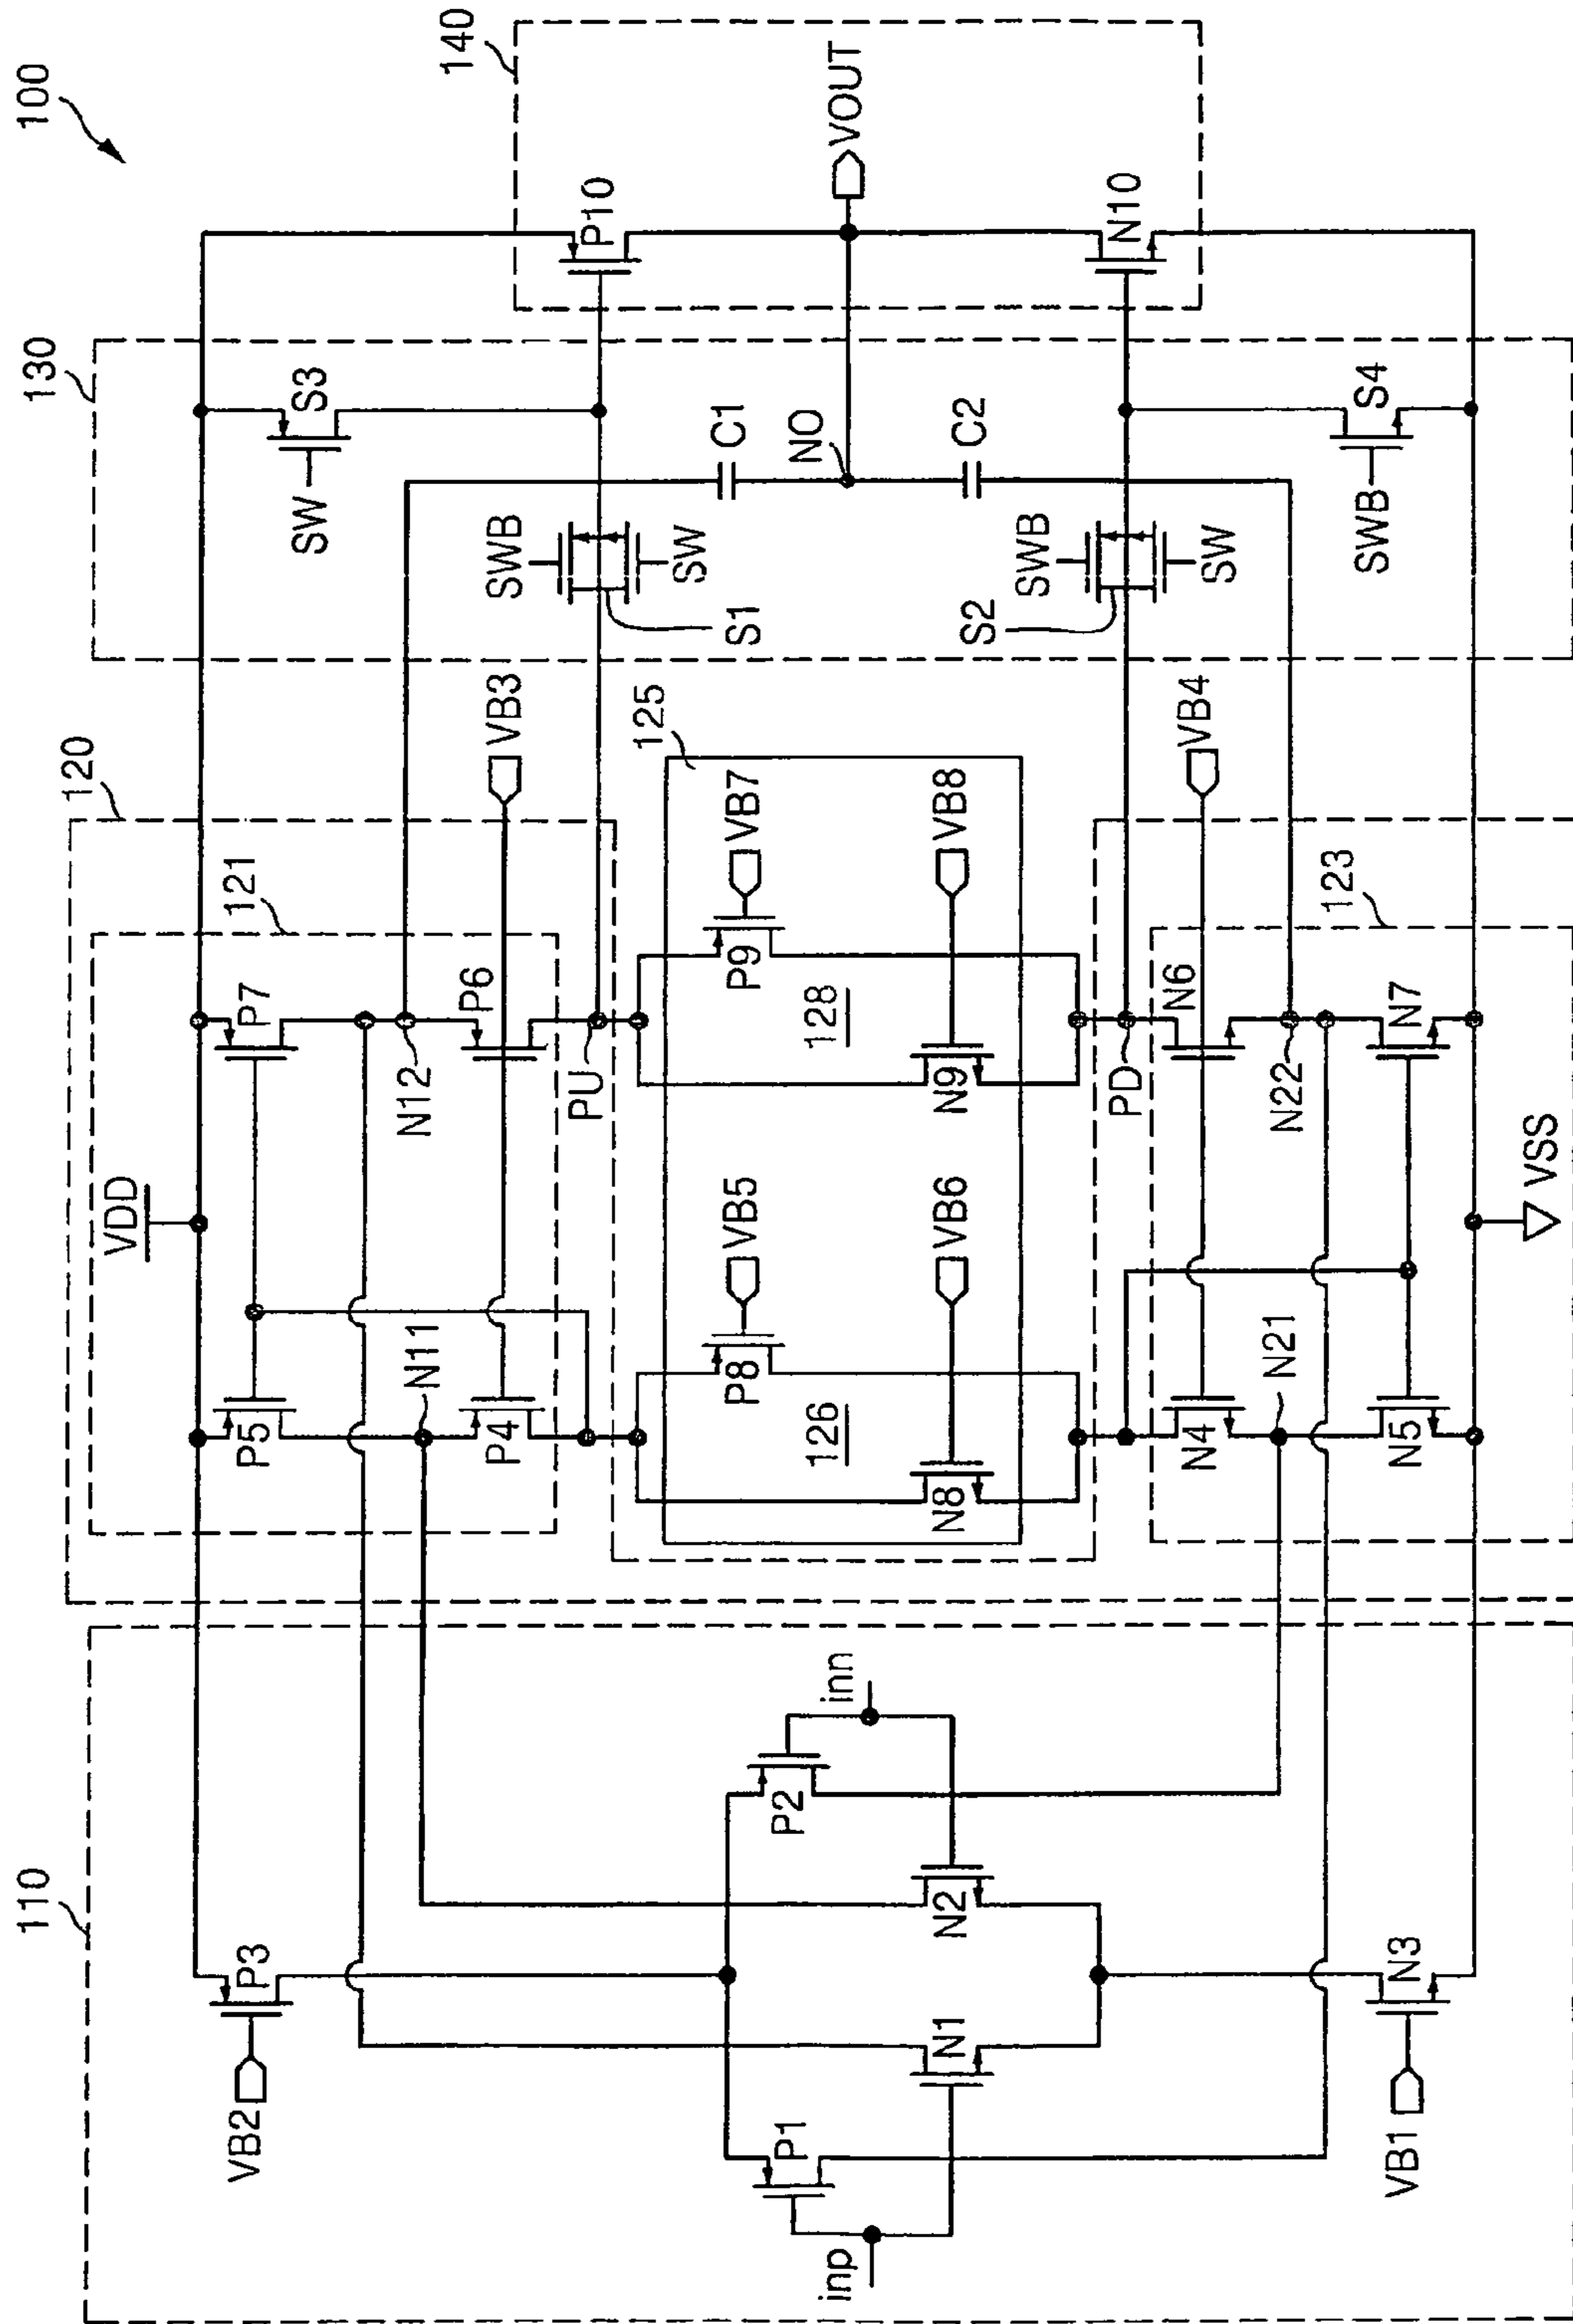 100
110
120
130
140
VDD
121
VB2
P3
P5
P7
SW
S3
N11
N12
P4
P6
VB3
SWB
S1
SW
P10
PU
125
C1
NO
VOUT
inp
P1
P2
inn
P8
VB5
P9
VB7
126
128
N1
N2
N8
VB6
N9
VB8
C2
S2
SWB
SW
N10
PD
N4
N6
VB4
123
N21
N22
VB1
N3
N5
N7
SWB
S4
VSS